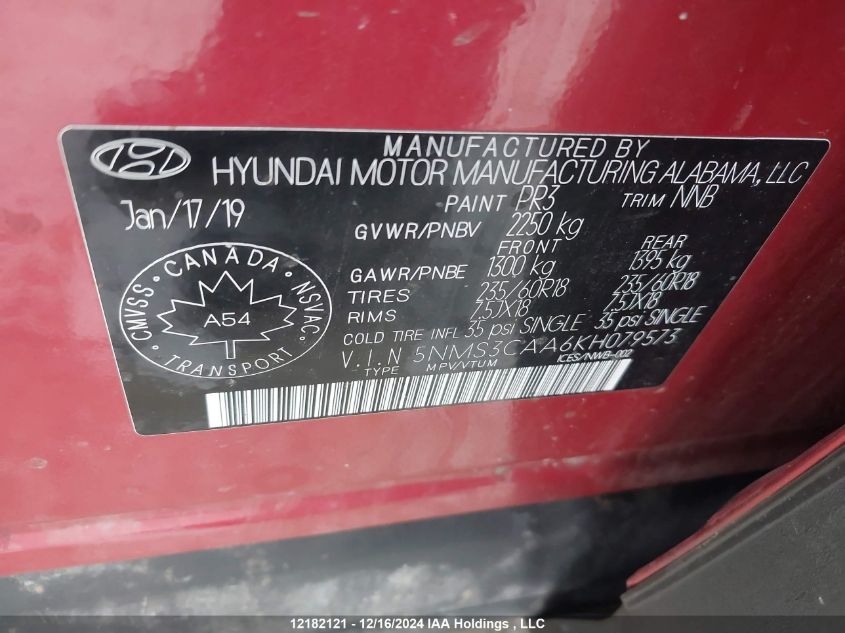 MANUFACTURED BY
HYUNDAI MOTOR MANUFACTURING ALABAMA, LLC
Jan/17/19 PAINT PR3 TRIM NNB
GVWR/PNBV 2250 kg
FRONT REAR
GAWR/PNBE 1300 kg 1395 kg
TIRES 235/60R18 235/60R18
RIMS 7.5JX18 7.5JX18
COLD TIRE INFL 35 psi SINGLE 35 psi SINGLE
V.I.N 5NMS3CAA6KH079573
TYPE MPV/VTUM ICES/NWB-002
CANADA
CMVSS A54 NSVAC
TRANSPORT
12182121 - 12/16/2024 IAA Holdings , LLC